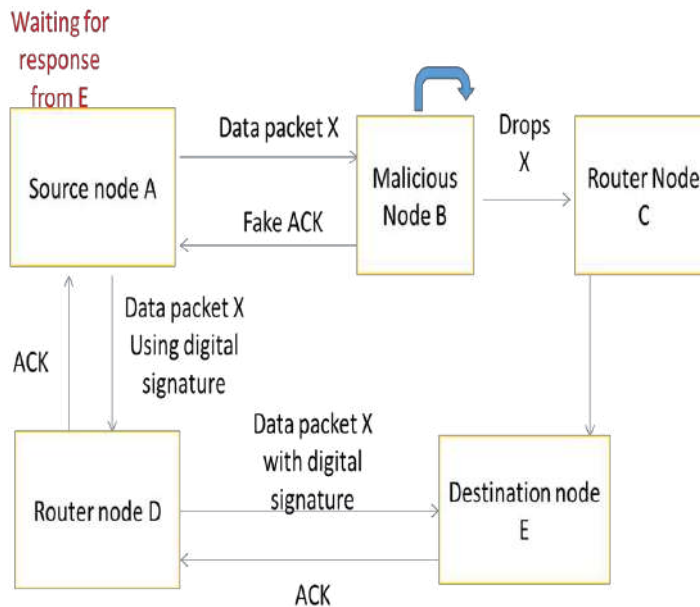 Waiting for
response
from E
Data packet X
Drops
X
Source node A
Malicious
Node B
Router Node
C
Fake ACK
Data packet X
Using digital
signature
ACK
Data packet X
with digital
signature
Router node D
Destination node
E
ACK